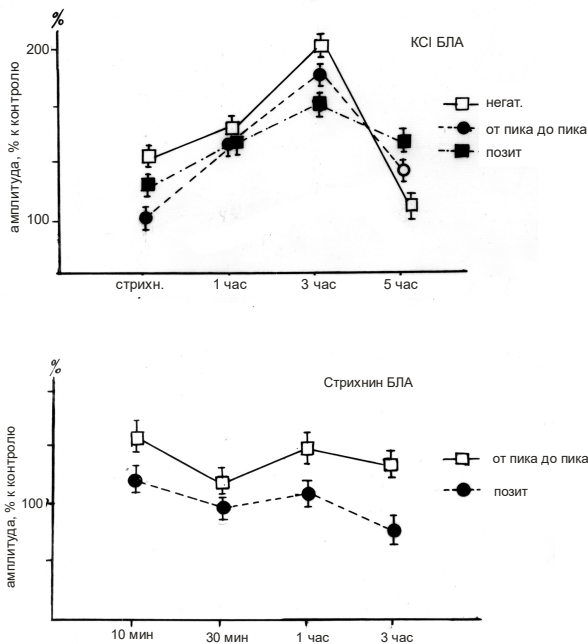 %
200
100
амплитуда, % к контролю
KCl БЛА
негат.
от пика до пика
позит
стрихн.
1 час
3 час
5 час
%
100
амплитуда, % к контролю
Стрихнин БЛА
от пика до пика
позит
10 мин
30 мин
1 час
3 час